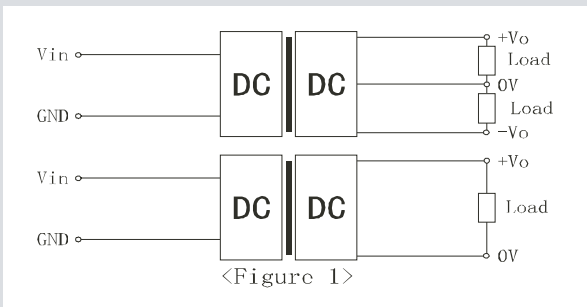 +Vo
Vin
Load
DC DC
0V
Load
GND
-Vo
+Vo
Vin
DC DC
Load
GND
0V
<Figure 1>